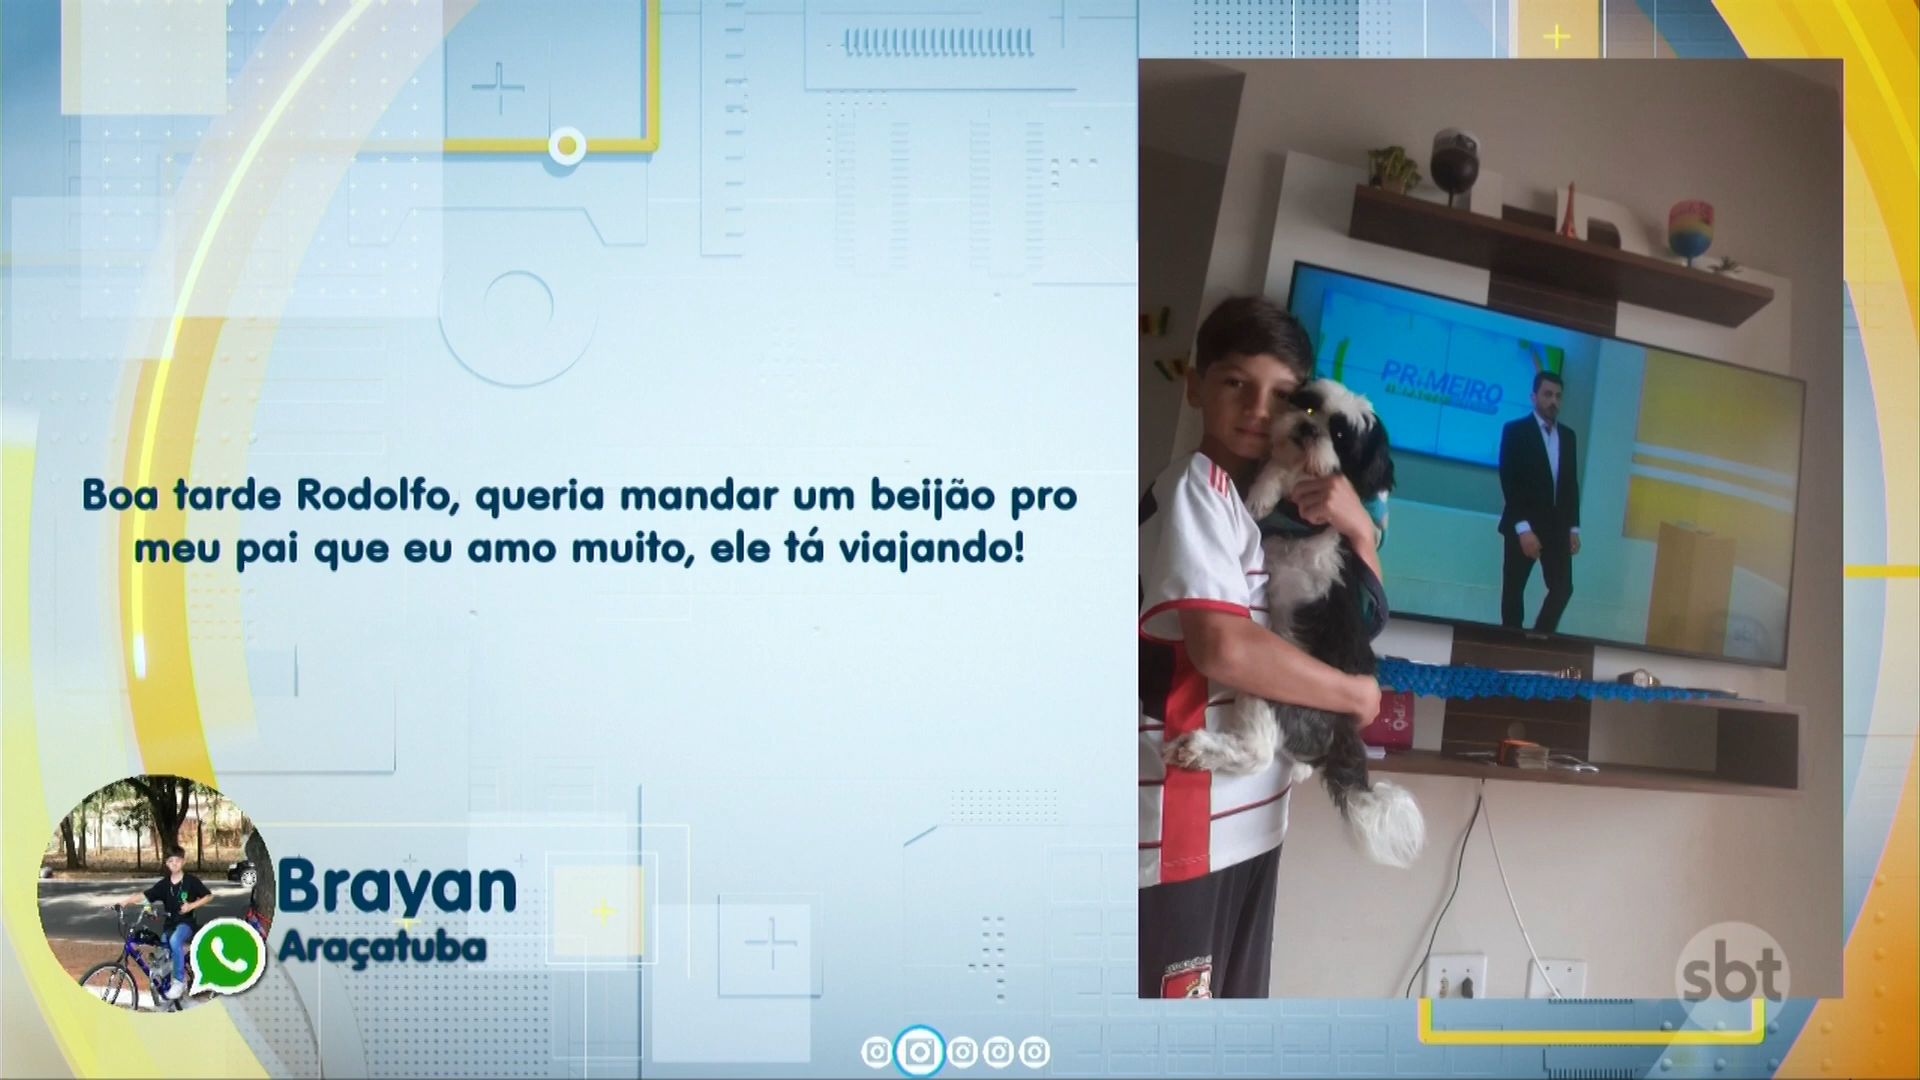 Boa tarde Rodolfo, queria mandar um beijão pro
meu pai que eu amo muito, ele tá viajando!
PRIMEIRO
Brayan
Araçatuba
sbt